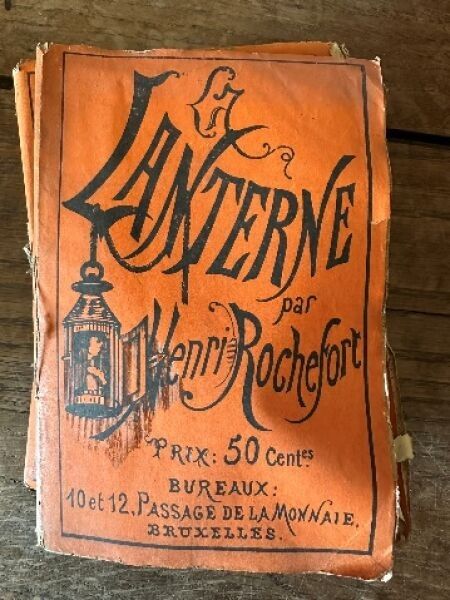 La
LANTERNE
par
Henri Rochefort
PRIX: 50 Centes
BUREAUX:
10 et 12, PASSAGE DE LA MONNAIE.
BRUXELLES.